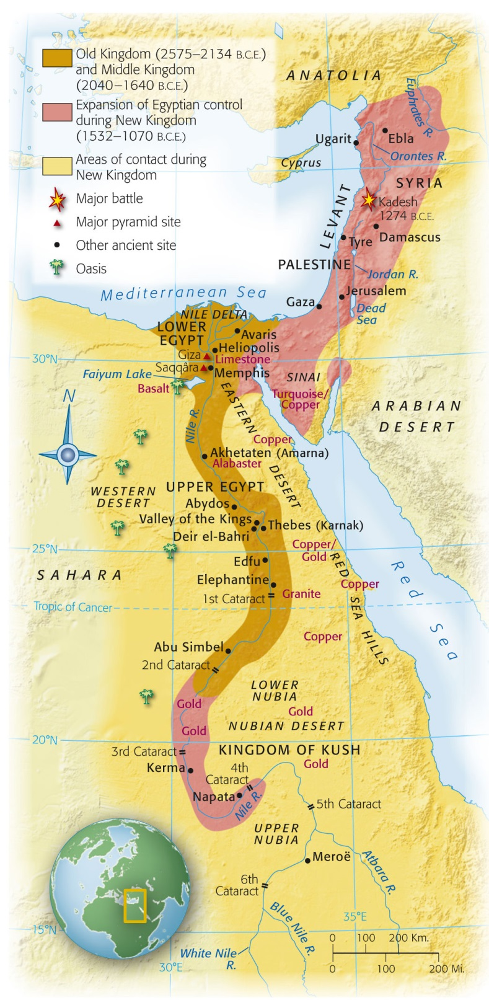 Old Kingdom (2575–2134 B.C.E.)
and Middle Kingdom
(2040–1640 B.C.E.)
Expansion of Egyptian control
during New Kingdom
(1532–1070 B.C.E.)
Areas of contact during
New Kingdom
Major battle
Major pyramid site
Other ancient site
Oasis
ANATOLIA
Euphrates R.
Ugarit
Ebla
Orontes R.
Cyprus
SYRIA
LEVANT
Kadesh
1274 B.C.E.
Tyre
Damascus
PALESTINE
Jordan R.
Mediterranean Sea
Jerusalem
Gaza
Dead
Sea
NILE DELTA
LOWER
EGYPT
Avaris
Heliopolis
30°N
Giza
Limestone
Saqqâra
Memphis
Faiyum Lake
Basalt
SINAI
Turquoise/
Copper
N
EASTERN DESERT
ARABIAN
DESERT
Nile R.
Copper
Akhetaten (Amarna)
Alabaster
WESTERN
DESERT
UPPER EGYPT
Abydos
Valley of the Kings
Thebes (Karnak)
Deir el-Bahri
25°N
Copper/
Gold
RED SEA HILLS
Edfu
SAHARA
Elephantine
Copper
Red Sea
1st Cataract
Granite
Tropic of Cancer
Copper
Abu Simbel
2nd Cataract
LOWER
NUBIA
Gold
Gold
Gold
NUBIAN DESERT
20°N
3rd Cataract
KINGDOM OF KUSH
Gold
Kerma
4th
Cataract
Napata
Nile R.
5th Cataract
UPPER
NUBIA
Meroë
Atbara R.
6th
Cataract
Blue Nile R.
35°E
15°N
White Nile
R.
30°E
0 100 200 Km.
0 100 200 Mi.